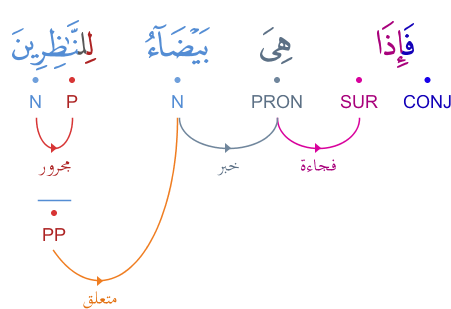 فَإِذَا هِىَ بَيْضَآءُ لِلنَّـٰظِرِينَ
CONJ SUR PRON N P N
فجاءة خبر مجرور
PP
متعلق